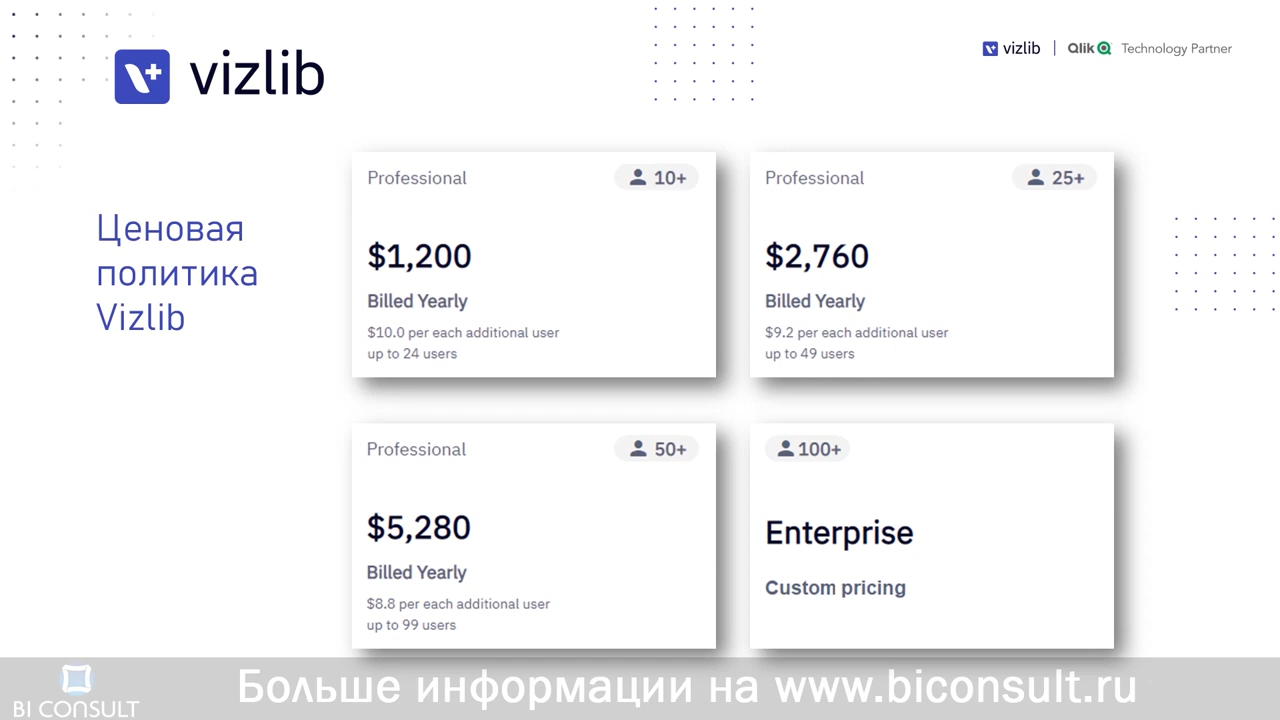 vizlib
vizlib | Qlik Technology Partner
Ценовая
политика
Vizlib
Professional 10+
$1,200
Billed Yearly
$10.0 per each additional user
up to 24 users
Professional 25+
$2,760
Billed Yearly
$9.2 per each additional user
up to 49 users
Professional 50+
$5,280
Billed Yearly
$8.8 per each additional user
up to 99 users
100+
Enterprise
Custom pricing
BI CONSULT
Больше информации на www.biconsult.ru